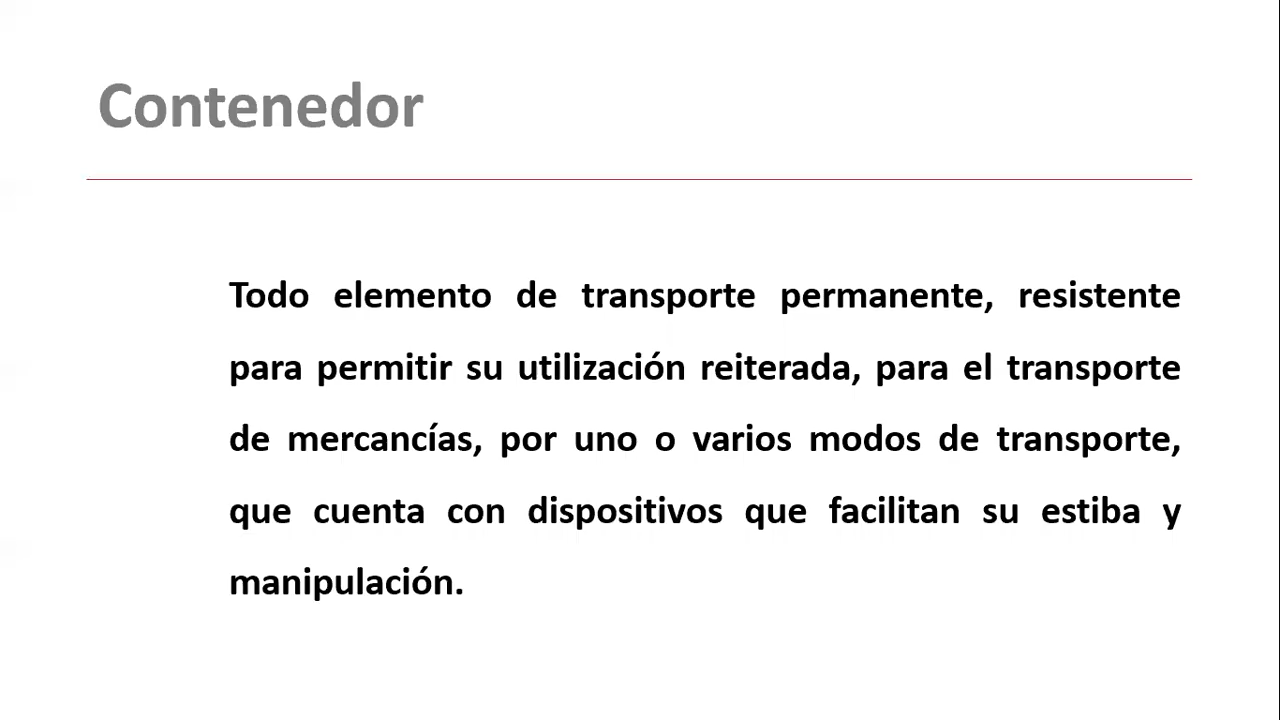 Contenedor
Todo elemento de transporte permanente, resistente
para permitir su utilización reiterada, para el transporte
de mercancías, por uno o varios modos de transporte,
que cuenta con dispositivos que facilitan su estiba y
manipulación.